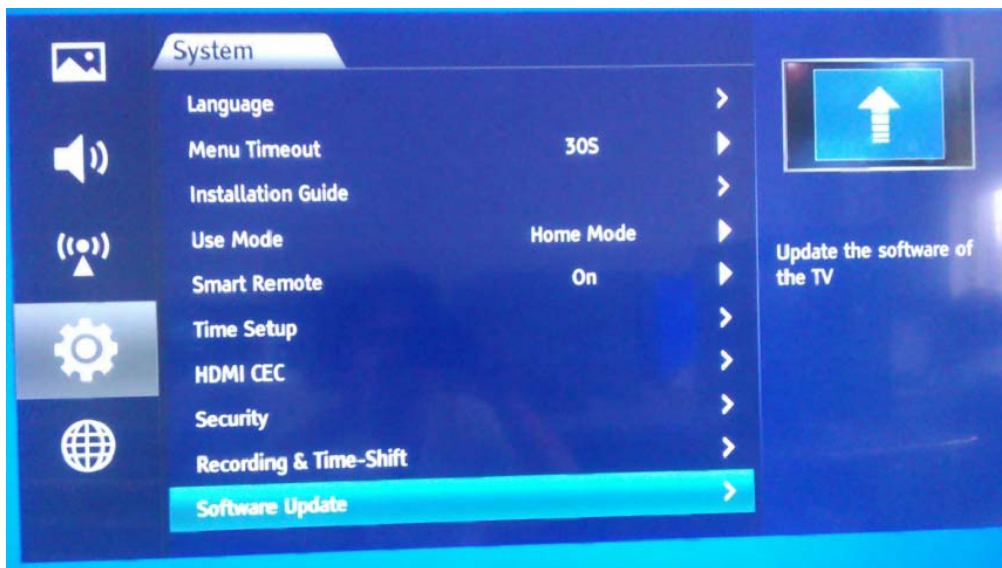 System
Language
Menu Timeout 30S
Installation Guide
Use Mode Home Mode
Smart Remote On
Time Setup
HDMI CEC
Security
Recording & Time-Shift
Software Update
Update the software of
the TV